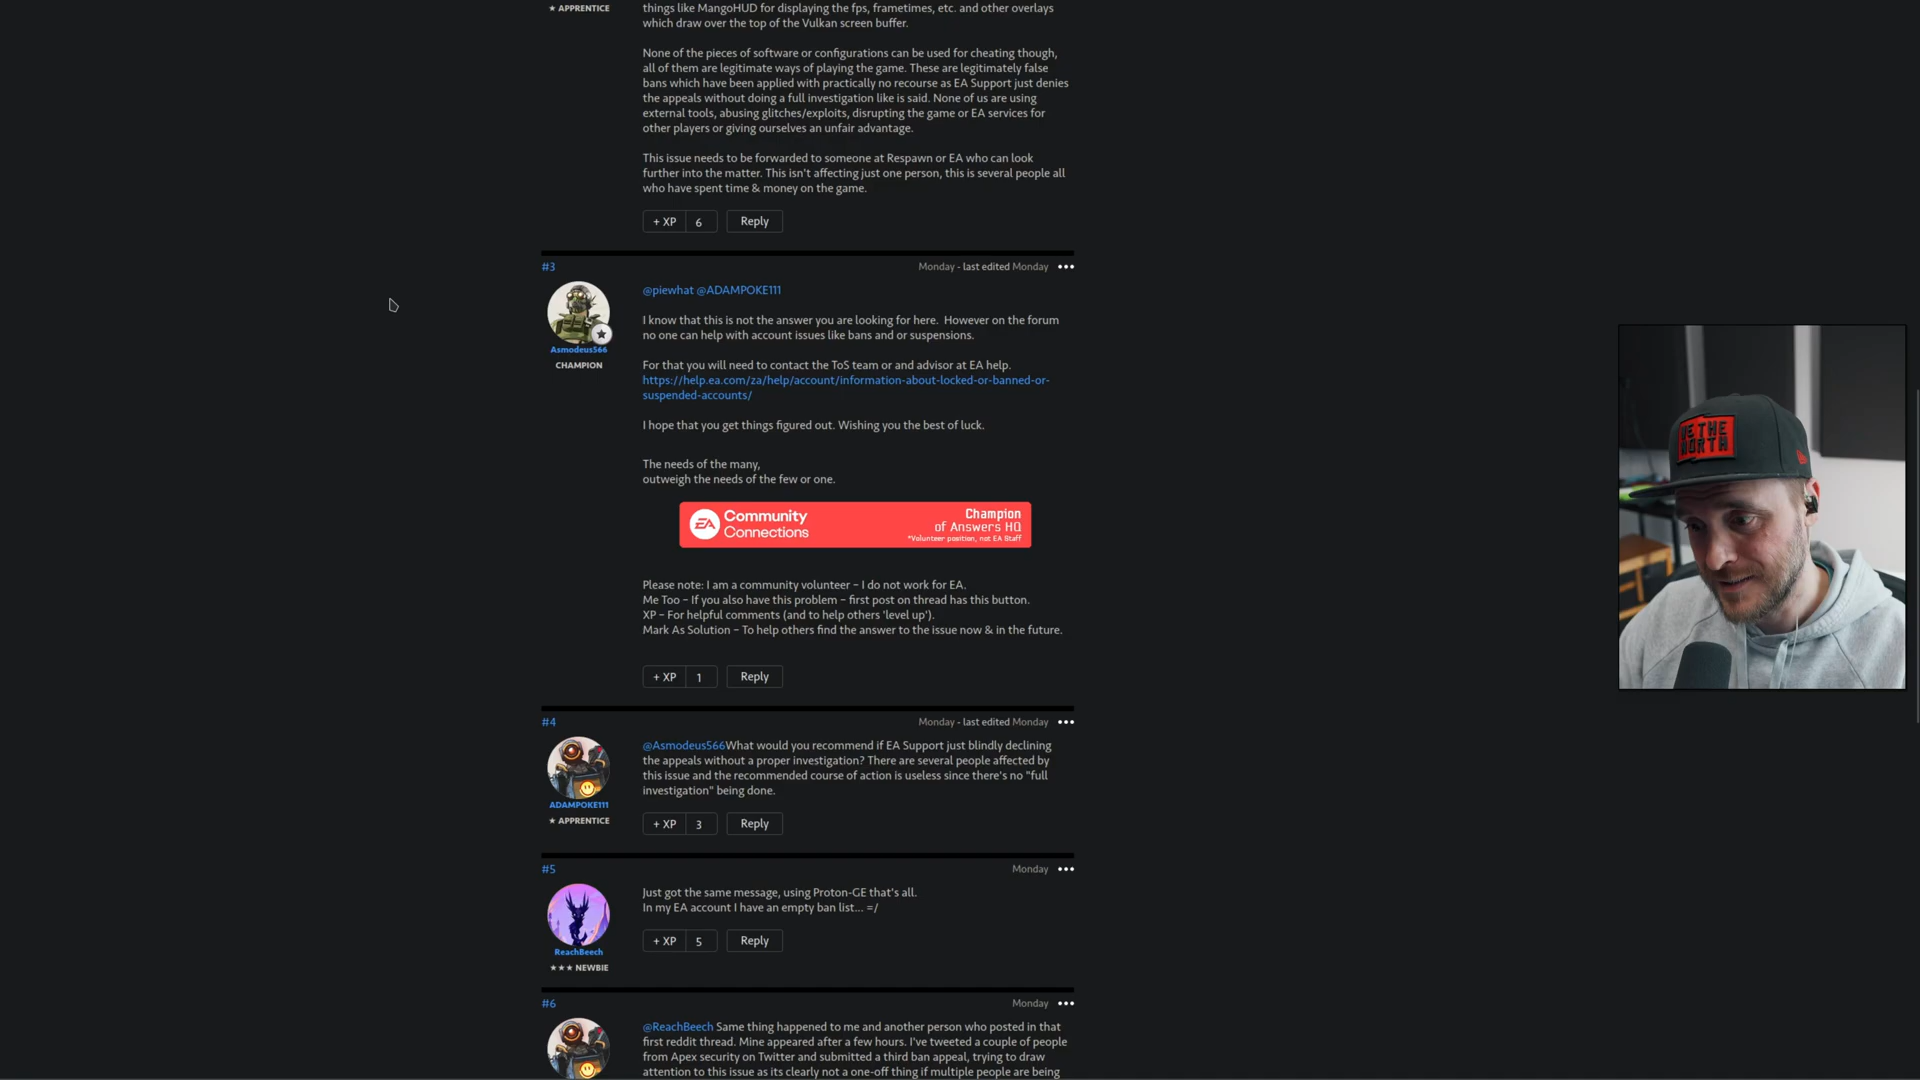 ★ APPRENTICE
things like MangoHUD for displaying the fps, frametimes, etc. and other overlays
which draw over the top of the Vulkan screen buffer.
None of the pieces of software or configurations can be used for cheating though,
all of them are legitimate ways of playing the game. These are legitimately false
bans which have been applied with practically no recourse as EA Support just denies
the appeals without doing a full investigation like is said. None of us are using
external tools, abusing glitches/exploits, disrupting the game or EA services for
other players or giving ourselves an unfair advantage.
This issue needs to be forwarded to someone at Respawn or EA who can look
further into the matter. This isn't affecting just one person, this is several people all
who have spent time & money on the game.
+ XP 6 Reply
#3 Monday - last edited Monday •••
Asmodeus566
CHAMPION
@piewhat @ADAMPOKE111
I know that this is not the answer you are looking for here. However on the forum
no one can help with account issues like bans and or suspensions.
For that you will need to contact the ToS team or and advisor at EA help.
https://help.ea.com/za/help/account/information-about-locked-or-banned-or-
suspended-accounts/
I hope that you get things figured out. Wishing you the best of luck.
The needs of the many,
outweigh the needs of the few or one.
EA Community
Connections
Champion
of Answers HQ
*Volunteer position, not EA Staff
Please note: I am a community volunteer – I do not work for EA.
Me Too – If you also have this problem – first post on thread has this button.
XP – For helpful comments (and to help others 'level up').
Mark As Solution – To help others find the answer to the issue now & in the future.
+ XP 1 Reply
#4 Monday - last edited Monday •••
ADAMPOKE111
★ APPRENTICE
@Asmodeus566What would you recommend if EA Support just blindly declining
the appeals without a proper investigation? There are several people affected by
this issue and the recommended course of action is useless since there's no "full
investigation" being done.
+ XP 3 Reply
#5 Monday •••
ReachBeech
★★★ NEWBIE
Just got the same message, using Proton-GE that's all.
In my EA account I have an empty ban list... =/
+ XP 5 Reply
#6 Monday •••
@ReachBeech Same thing happened to me and another person who posted in that
first reddit thread. Mine appeared after a few hours. I've tweeted a couple of people
from Apex security on Twitter and submitted a third ban appeal, trying to draw
attention to this issue as its clearly not a one-off thing if multiple people are being
WE THE
NORTH